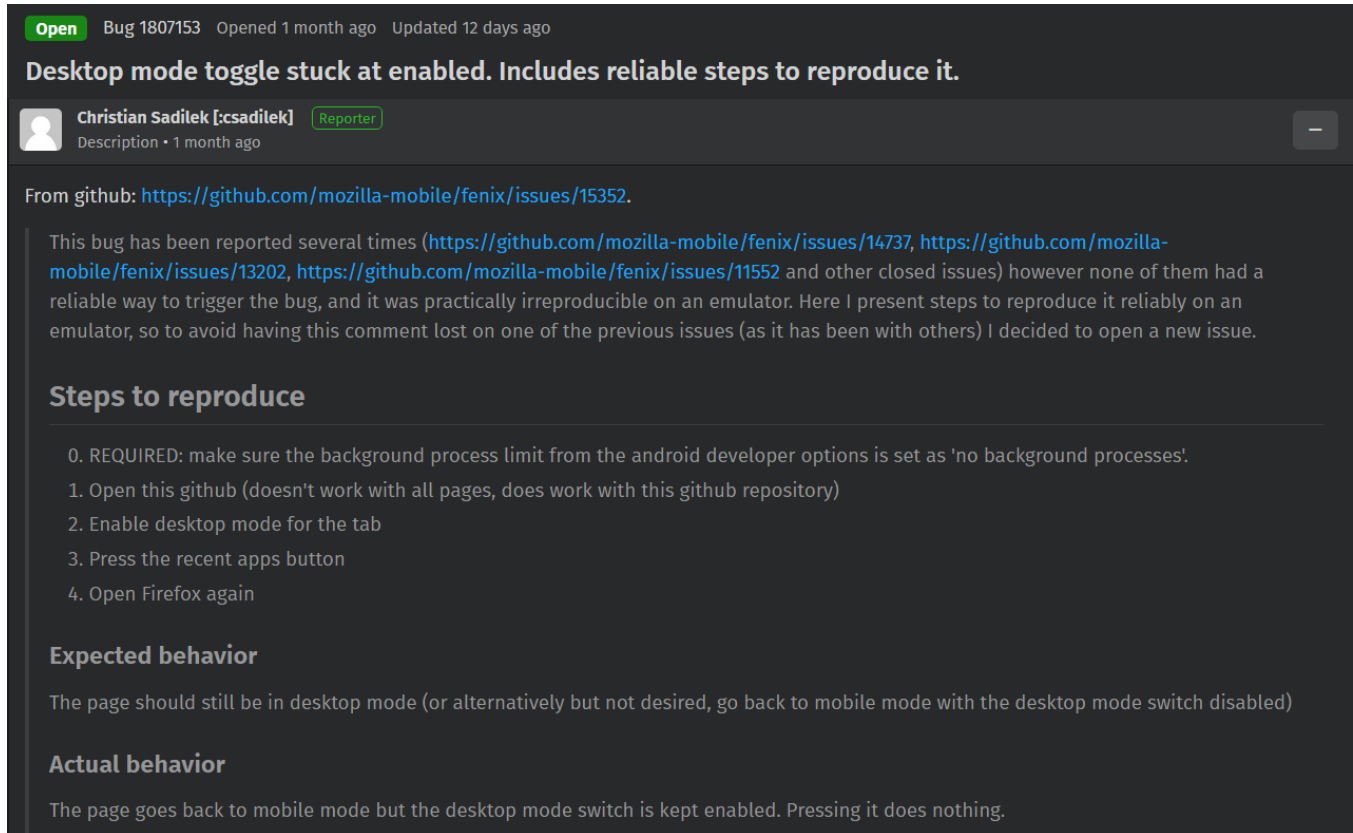 Open Bug 1807153 Opened 1 month ago Updated 12 days ago
Desktop mode toggle stuck at enabled. Includes reliable steps to reproduce it.
Christian Sadilek [:csadilek] Reporter
Description • 1 month ago
From github: https://github.com/mozilla-mobile/fenix/issues/15352.
This bug has been reported several times (https://github.com/mozilla-mobile/fenix/issues/14737, https://github.com/mozilla-
mobile/fenix/issues/13202, https://github.com/mozilla-mobile/fenix/issues/11552 and other closed issues) however none of them had a
reliable way to trigger the bug, and it was practically irreproducible on an emulator. Here I present steps to reproduce it reliably on an
emulator, so to avoid having this comment lost on one of the previous issues (as it has been with others) I decided to open a new issue.
Steps to reproduce
0. REQUIRED: make sure the background process limit from the android developer options is set as 'no background processes'.
1. Open this github (doesn't work with all pages, does work with this github repository)
2. Enable desktop mode for the tab
3. Press the recent apps button
4. Open Firefox again
Expected behavior
The page should still be in desktop mode (or alternatively but not desired, go back to mobile mode with the desktop mode switch disabled)
Actual behavior
The page goes back to mobile mode but the desktop mode switch is kept enabled. Pressing it does nothing.